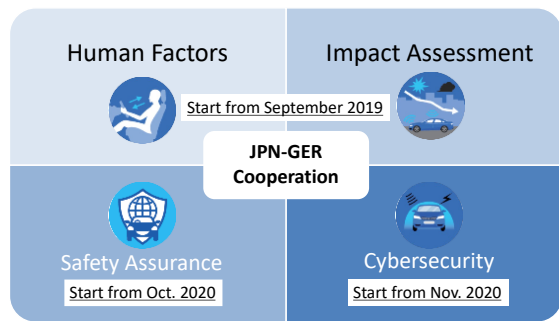 Human Factors
Impact Assessment
Start from September 2019
JPN-GER
Cooperation
Safety Assurance
Cybersecurity
Start from Oct. 2020
Start from Nov. 2020